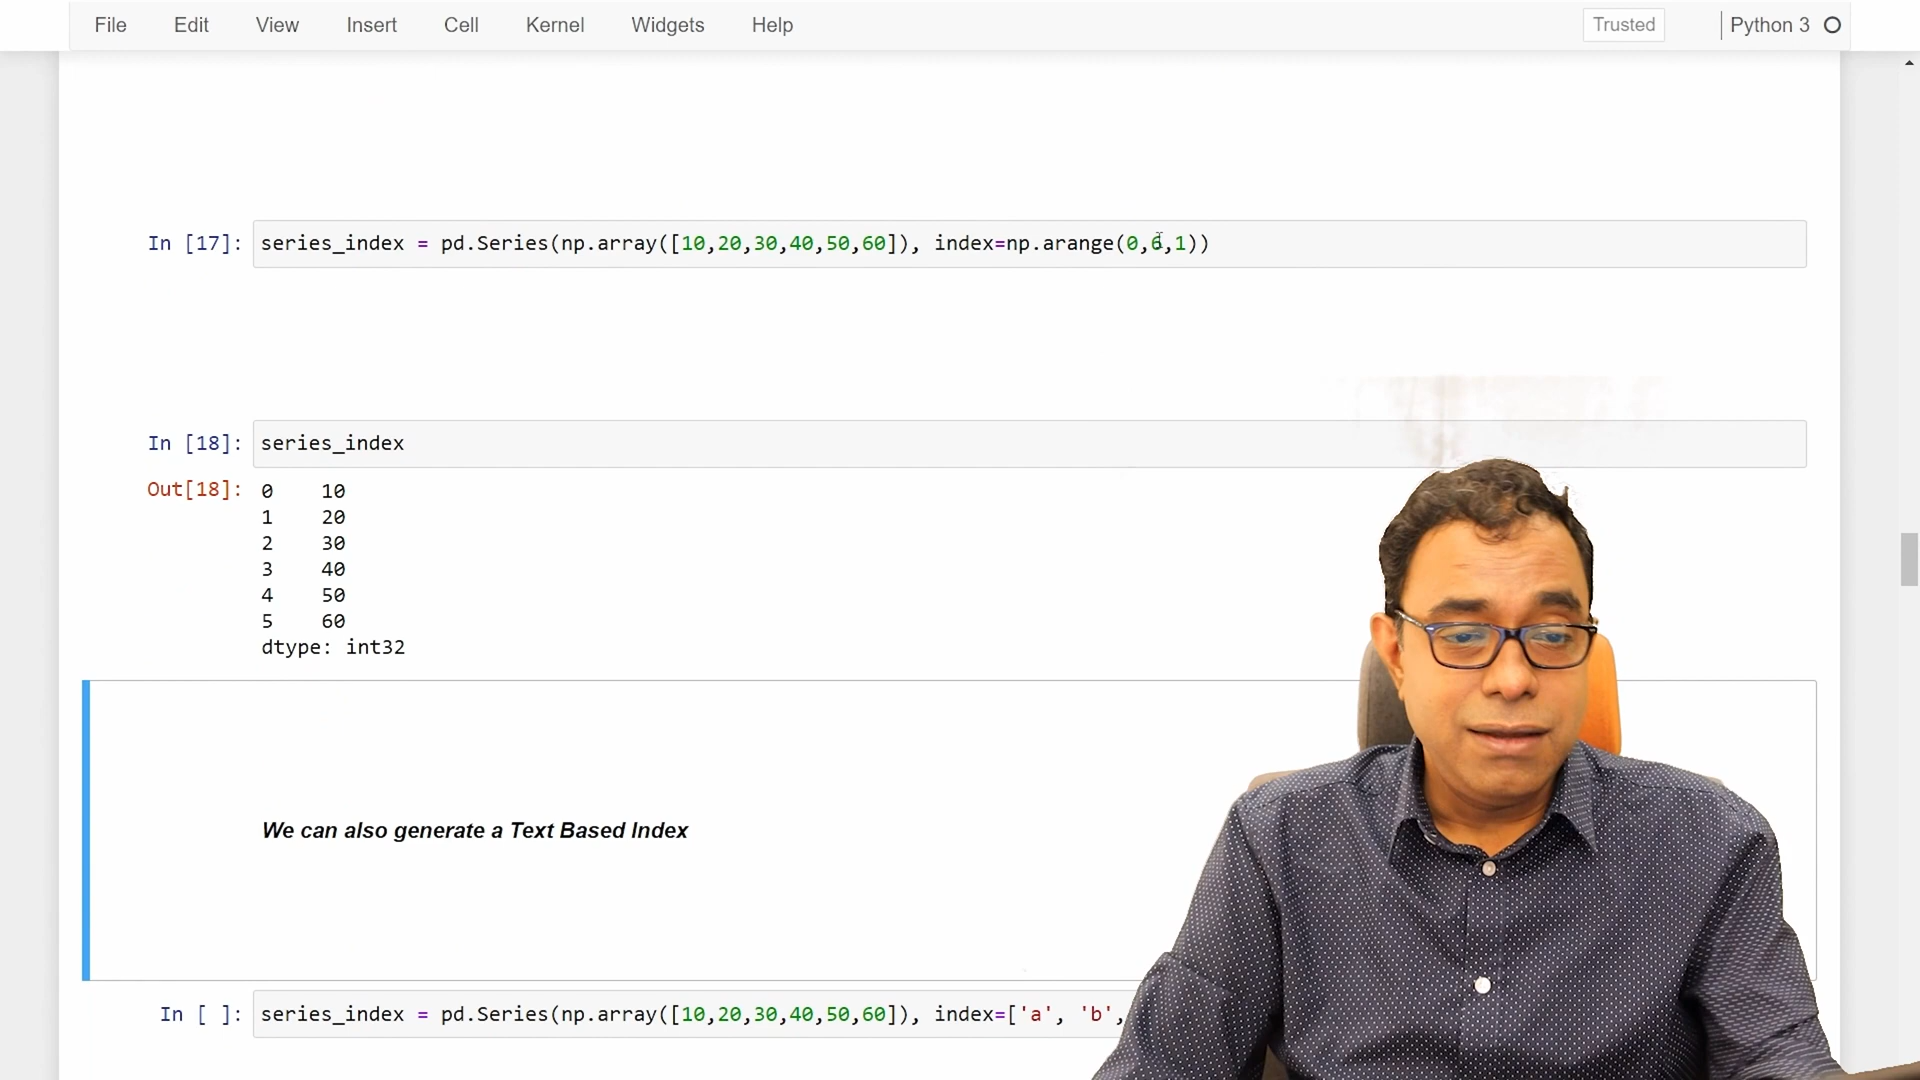 File Edit View Insert Cell Kernel Widgets Help Trusted Python 3
In [17]: series_index = pd.Series(np.array([10,20,30,40,50,60]), index=np.arange(0,6,1))
In [18]: series_index
Out[18]: 0 10
1 20
2 30
3 40
4 50
5 60
dtype: int32
We can also generate a Text Based Index
In [ ]: series_index = pd.Series(np.array([10,20,30,40,50,60]), index=['a', 'b',